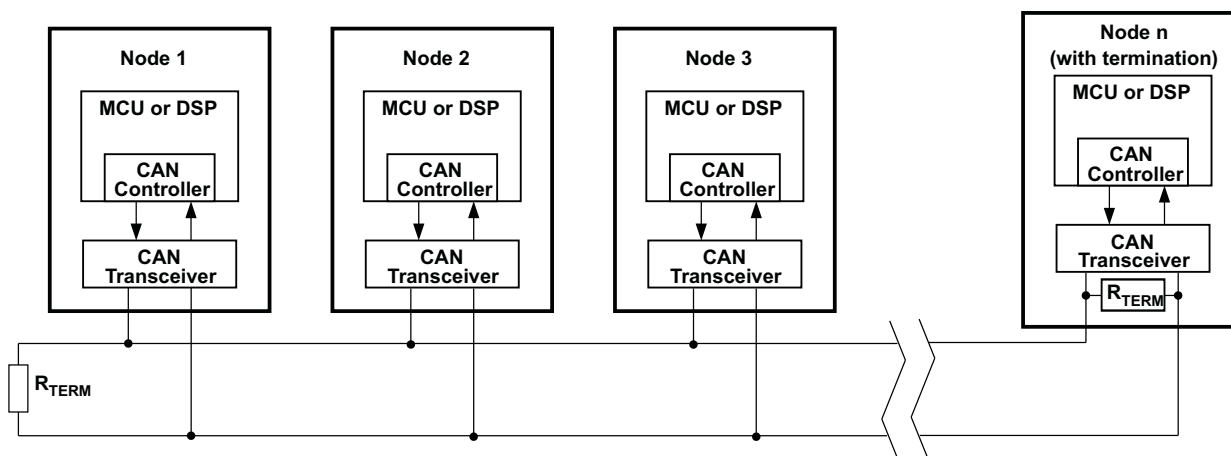 Node 1
MCU or DSP
CAN
Controller
CAN
Transceiver
Node 2
MCU or DSP
CAN
Controller
CAN
Transceiver
Node 3
MCU or DSP
CAN
Controller
CAN
Transceiver
Node n
(with termination)
MCU or DSP
CAN
Controller
CAN
Transceiver
RTERM
RTERM